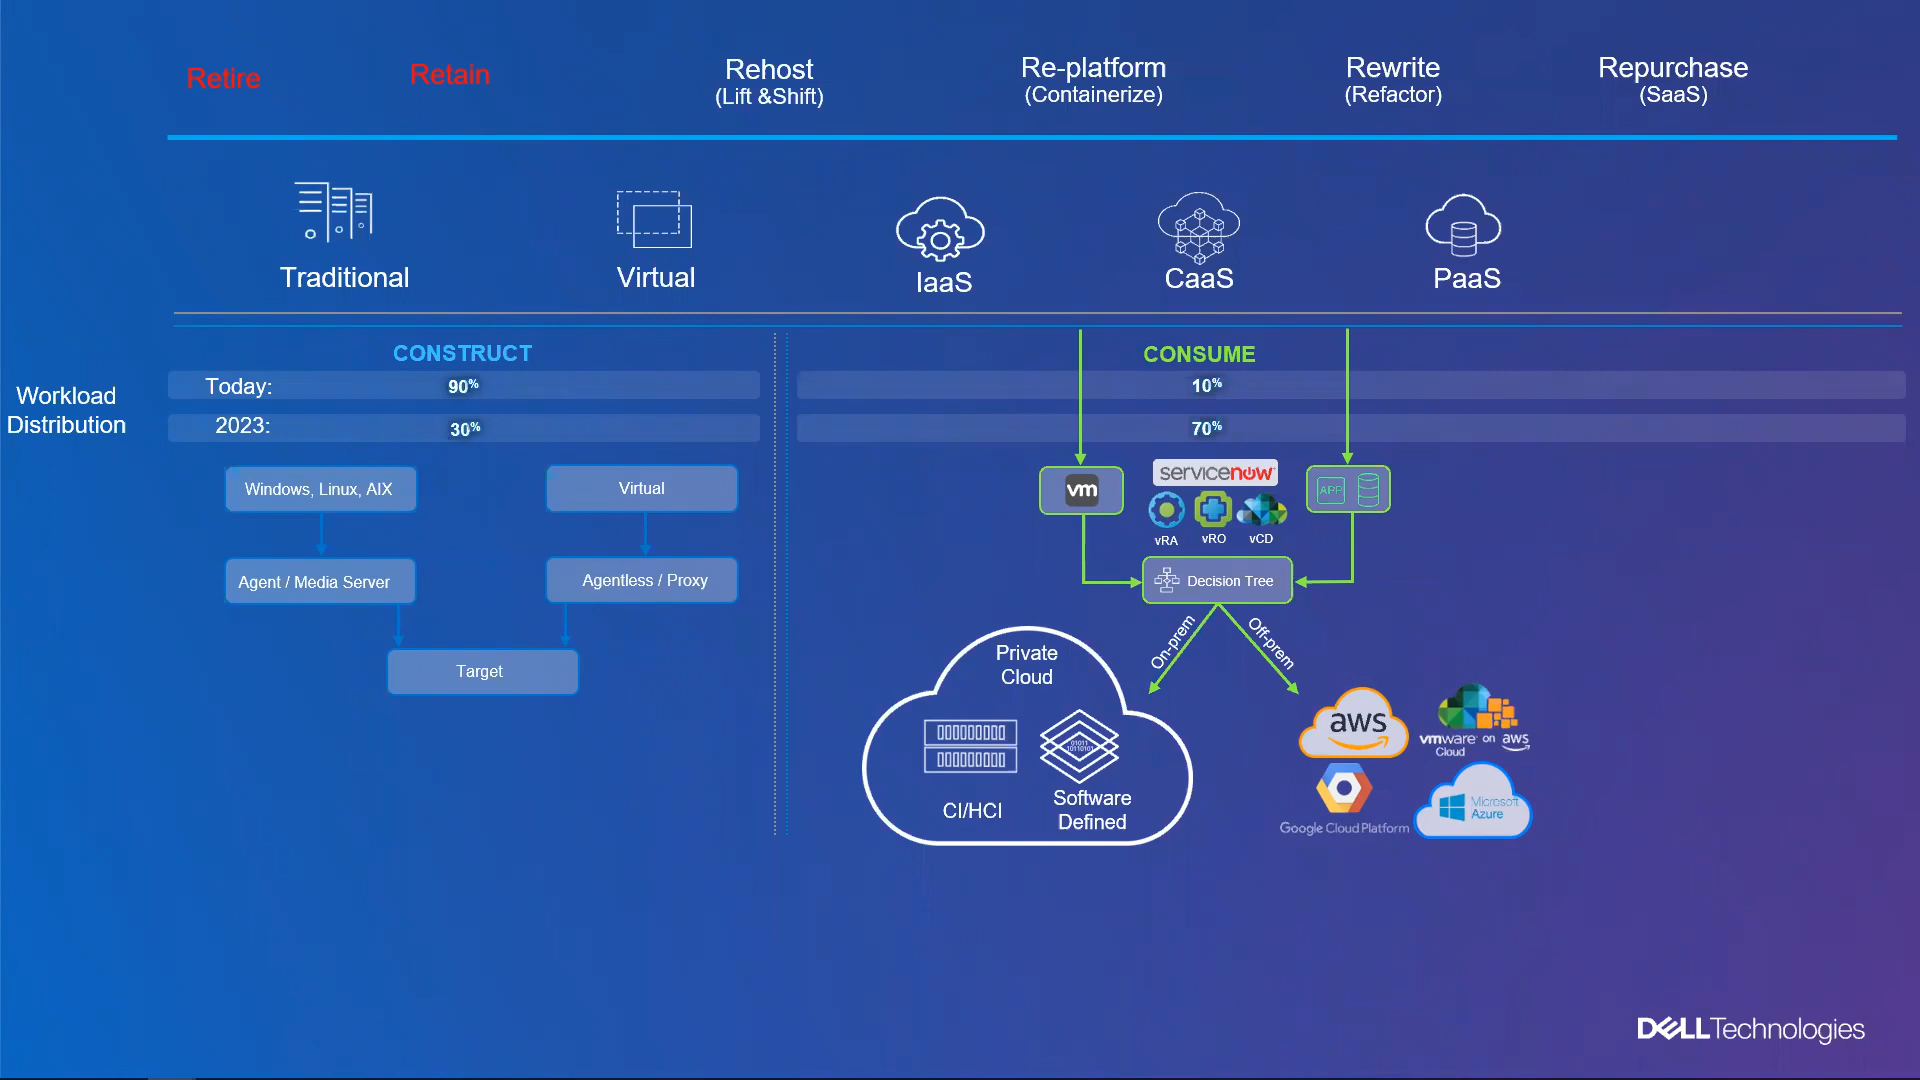 Retire
Retain
Rehost
(Lift &Shift)
Re-platform
(Containerize)
Rewrite
(Refactor)
Repurchase
(SaaS)
Traditional
Virtual
IaaS
CaaS
PaaS
CONSTRUCT
CONSUME
Workload
Distribution
Today:
90%
10%
2023:
30%
70%
Windows, Linux, AIX
Virtual
vm
servicenow
APP
vRA
vRO
vCD
Agent / Media Server
Agentless / Proxy
Decision Tree
Target
On-prem
Off-prem
Private
Cloud
01011
10110101
CI/HCI
Software
Defined
aws
vmware on aws
Cloud
Google Cloud Platform
Microsoft
Azure
DELLTechnologies